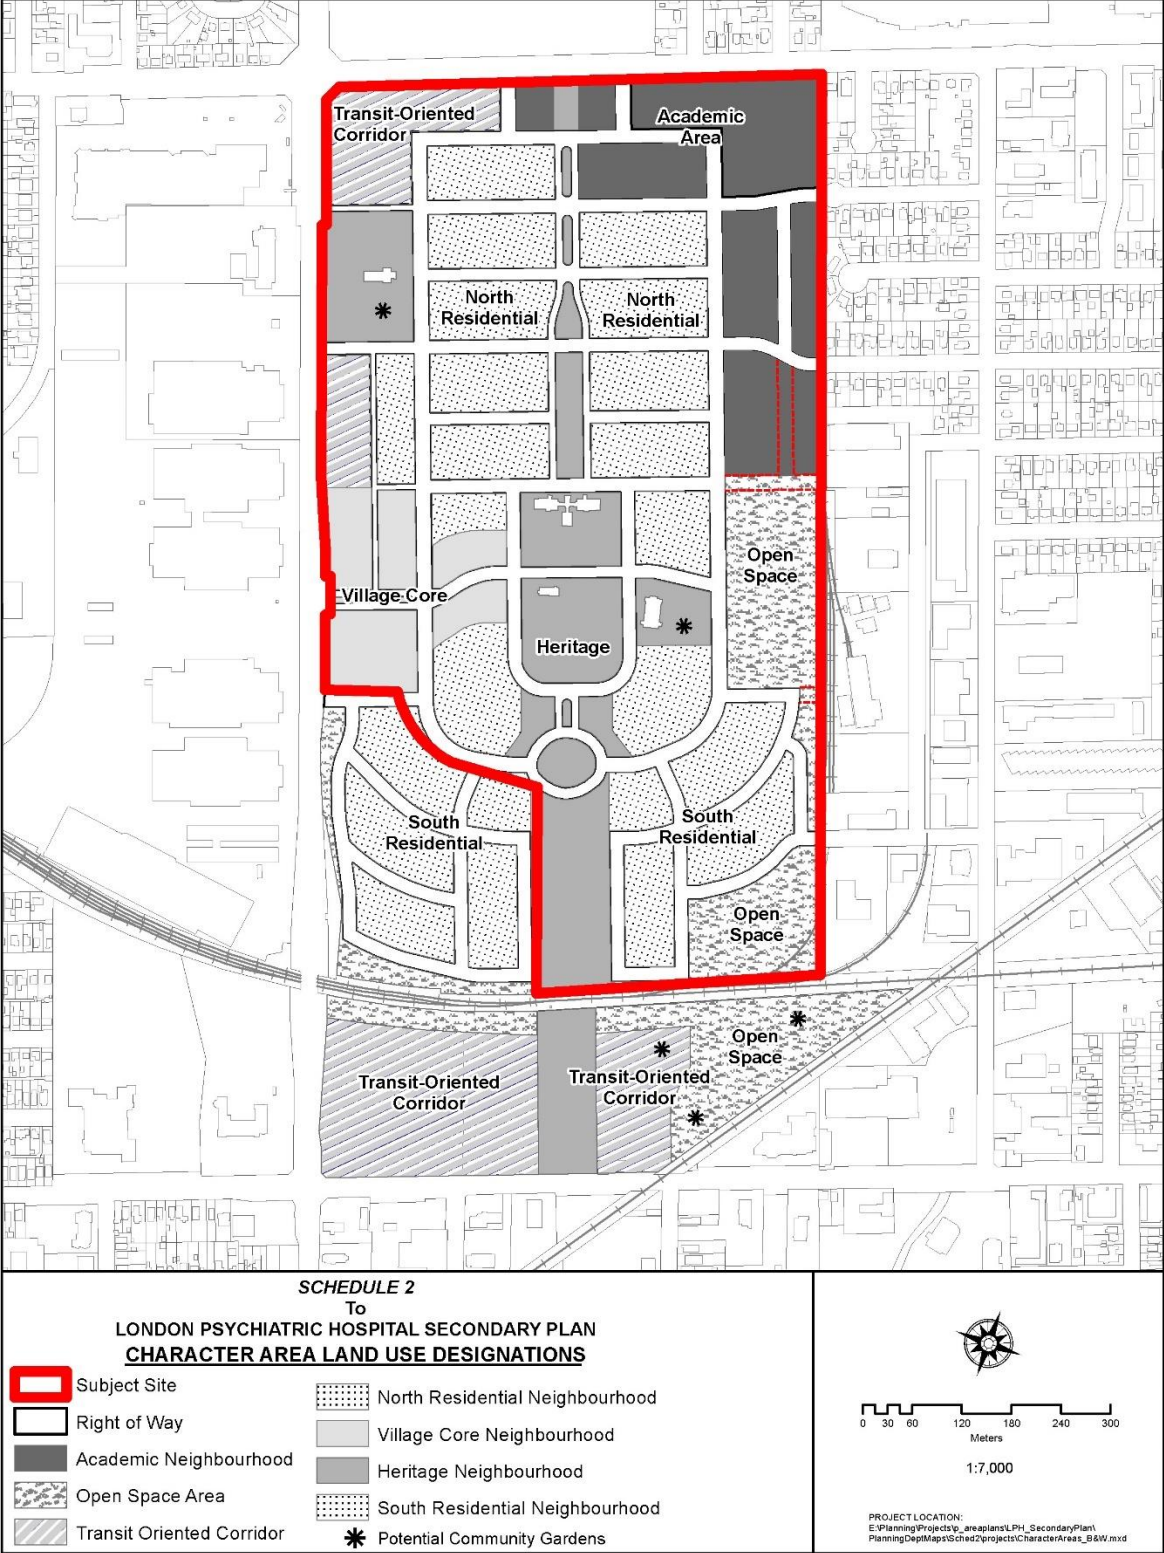 Transit-Oriented
Corridor
Academic
Area
North
Residential
North
Residential
Open
Space
Village Core
Heritage
South
Residential
South
Residential
Open
Space
Open
Space
Transit-Oriented
Corridor
Transit-Oriented
Corridor
SCHEDULE 2
To
LONDON PSYCHIATRIC HOSPITAL SECONDARY PLAN
CHARACTER AREA LAND USE DESIGNATIONS
Subject Site
Right of Way
Academic Neighbourhood
Open Space Area
Transit Oriented Corridor
North Residential Neighbourhood
Village Core Neighbourhood
Heritage Neighbourhood
South Residential Neighbourhood
Potential Community Gardens
0 30 60 120 180 240 300
Meters
1:7,000
PROJECT LOCATION:
E:\Planning\Projects\p_areaplans\LPH_SecondaryPlan\
PlanningDeptMaps\Sched2\projects\CharacterAreas_B&W.mxd